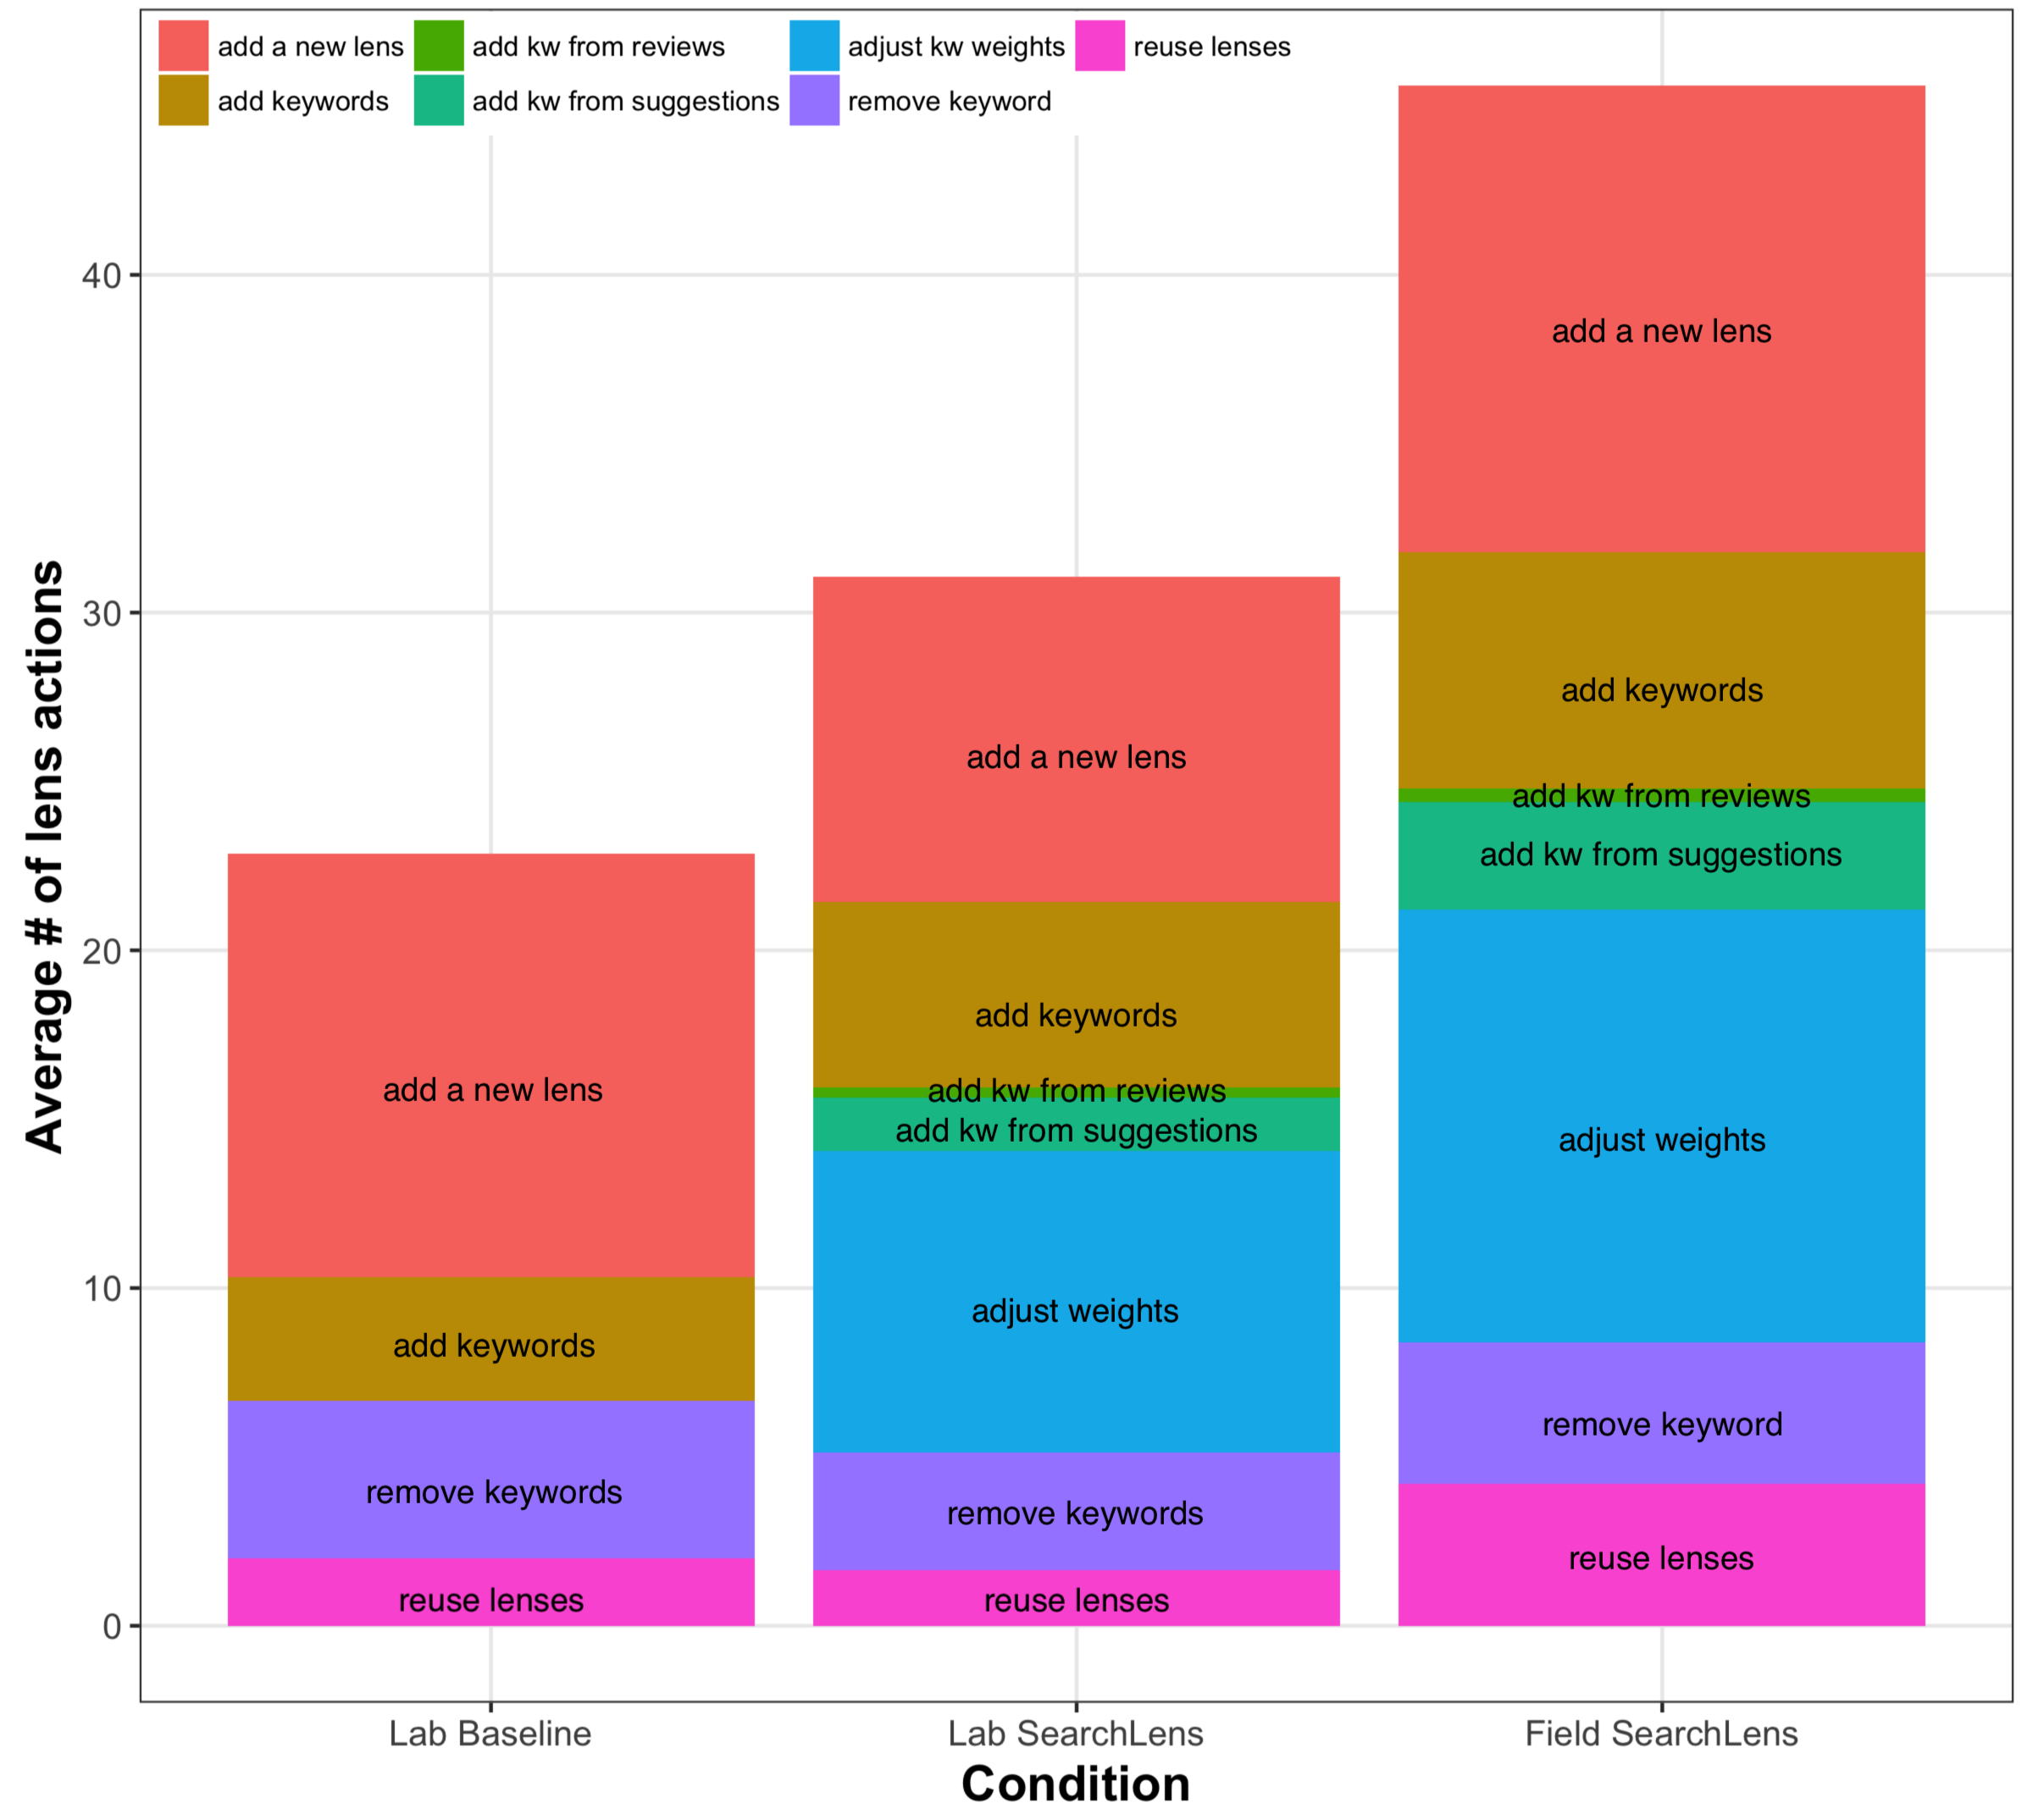 add a new lens add kw from reviews adjust kw weights reuse lenses
add keywords add kw from suggestions remove keyword
Average # of lens actions
40
30
20
10
0
add a new lens
add keywords
remove keywords
reuse lenses
add a new lens
add keywords
add kw from reviews
add kw from suggestions
adjust weights
remove keywords
reuse lenses
add a new lens
add keywords
add kw from reviews
add kw from suggestions
adjust weights
remove keyword
reuse lenses
Lab Baseline Lab SearchLens Field SearchLens
Condition